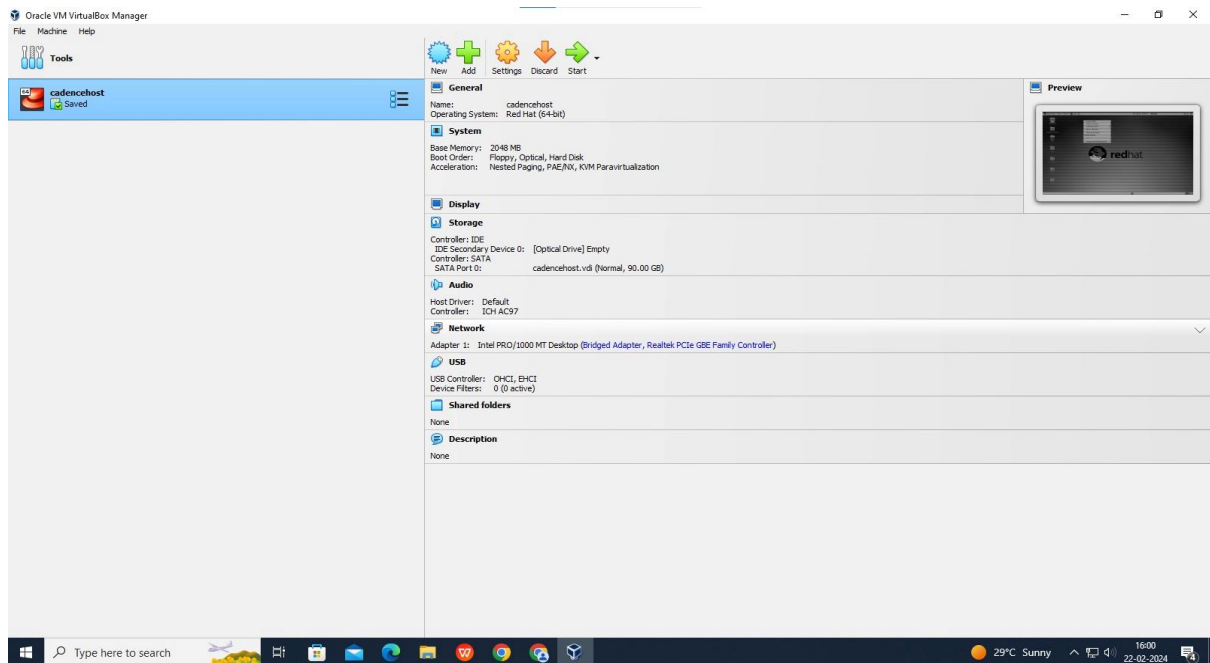 Oracle VM VirtualBox Manager
File Machine Help
Tools
New Add Settings Discard Start
64
cadencehost
Saved
General
Name: cadencehost
Operating System: Red Hat (64-bit)
Preview
redhat
System
Base Memory: 2048 MB
Boot Order: Floppy, Optical, Hard Disk
Acceleration: Nested Paging, PAE/NX, KVM Paravirtualization
Display
Storage
Controller: IDE
IDE Secondary Device 0: [Optical Drive] Empty
Controller: SATA
SATA Port 0: cadencehost.vdi (Normal, 90.00 GB)
Audio
Host Driver: Default
Controller: ICH AC97
Network
Adapter 1: Intel PRO/1000 MT Desktop (Bridged Adapter, Realtek PCIe GBE Family Controller)
USB
USB Controller: OHCI, EHCI
Device Filters: 0 (0 active)
Shared folders
None
Description
None
Type here to search
29°C Sunny
16:00
22-02-2024
4